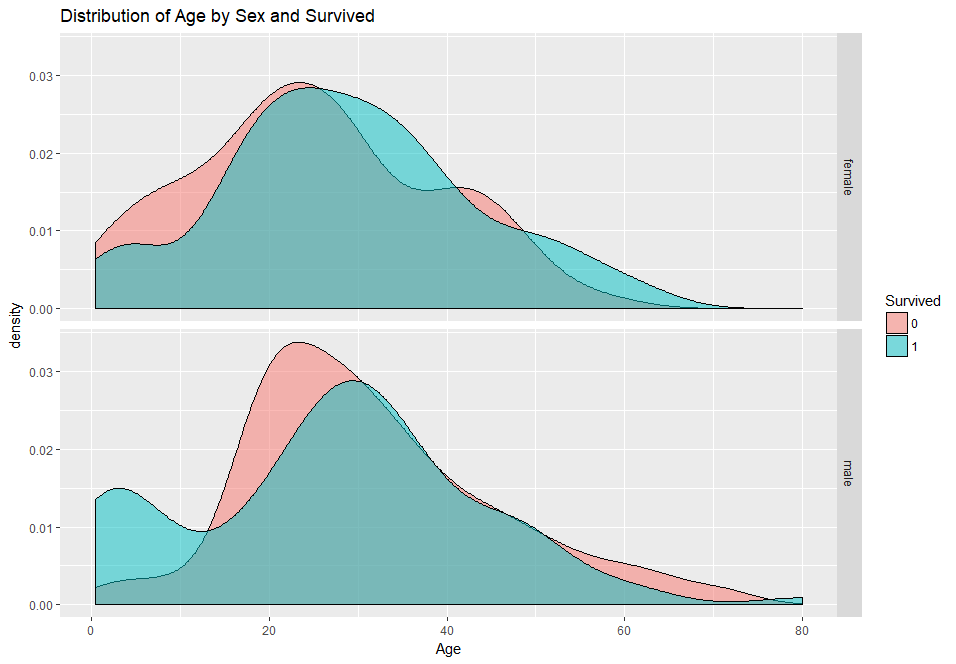 Distribution of Age by Sex and Survived
0.03
0.02
0.01
0.00
female
0.03
0.02
0.01
0.00
male
density
0
20
40
60
80
Age
Survived
0
1